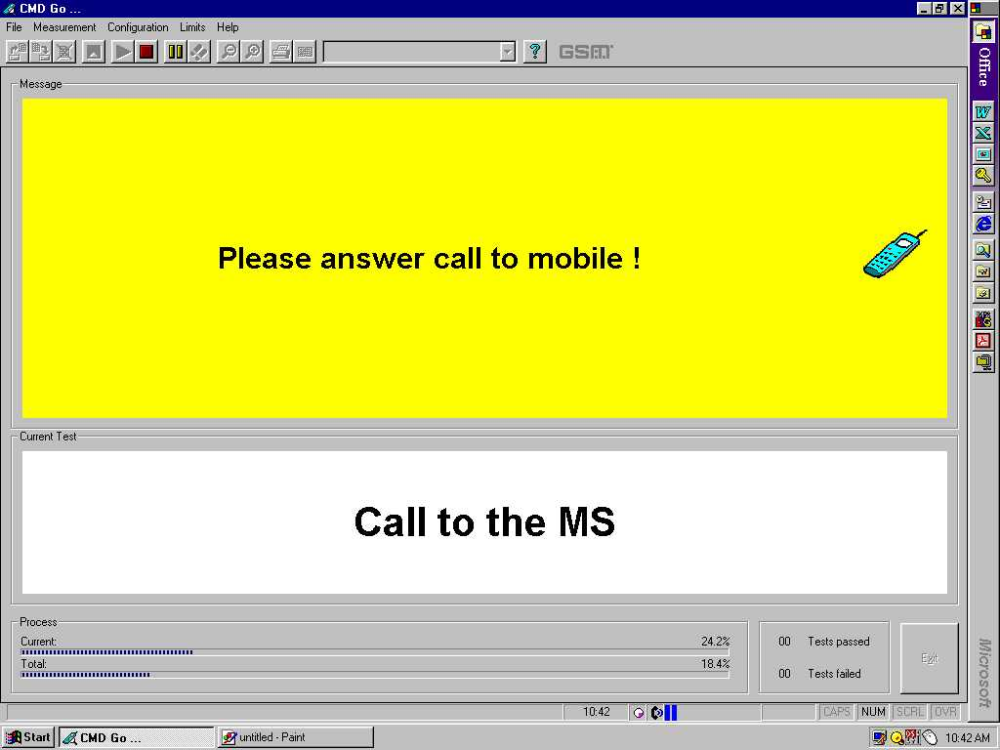 CMD Go ...
File Measurement Configuration Limits Help
GSM
Office
Message
Please answer call to mobile !
Current Test
Call to the MS
Process
Current: 24.2%
Total: 18.4%
00 Tests passed
00 Tests failed
Exit
Microsoft
10:42 CAPS NUM SCRL OVR
Start CMD Go ... untitled - Paint 10:42 AM